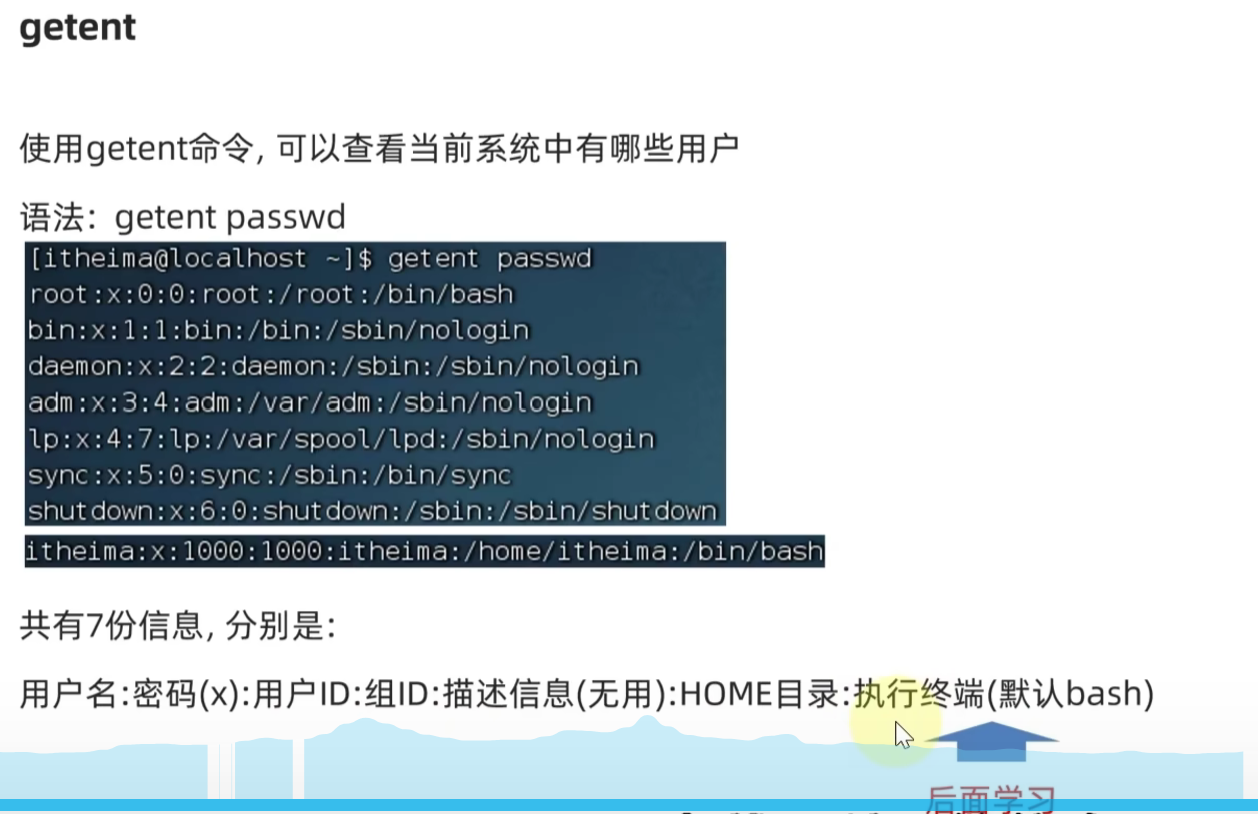 getent
使用getent命令, 可以查看当前系统中有哪些用户
语法：getent passwd
[itheima@localhost ~]$ getent passwd
root:x:0:0:root:/root:/bin/bash
bin:x:1:1:bin:/bin:/sbin/nologin
daemon:x:2:2:daemon:/sbin:/sbin/nologin
adm:x:3:4:adm:/var/adm:/sbin/nologin
lp:x:4:7:lp:/var/spool/lpd:/sbin/nologin
sync:x:5:0:sync:/sbin:/bin/sync
shutdown:x:6:0:shutdown:/sbin:/sbin/shutdown
itheima:x:1000:1000:itheima:/home/itheima:/bin/bash
共有7份信息, 分别是：
用户名:密码(x):用户ID:组ID:描述信息(无用):HOME目录:执行终端(默认bash)
后面学习